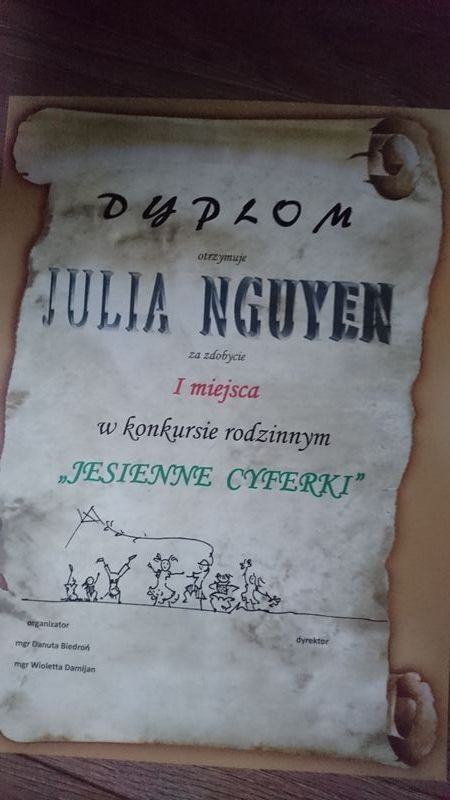 DYPLOM
otrzymuje
JULIA NGUYEN
za zdobycie
I miejsca
w konkursie rodzinnym
„JESIENNE CYFERKI”
organizator
dyrektor
mgr Danuta Biedroń
mgr Wioletta Damijan